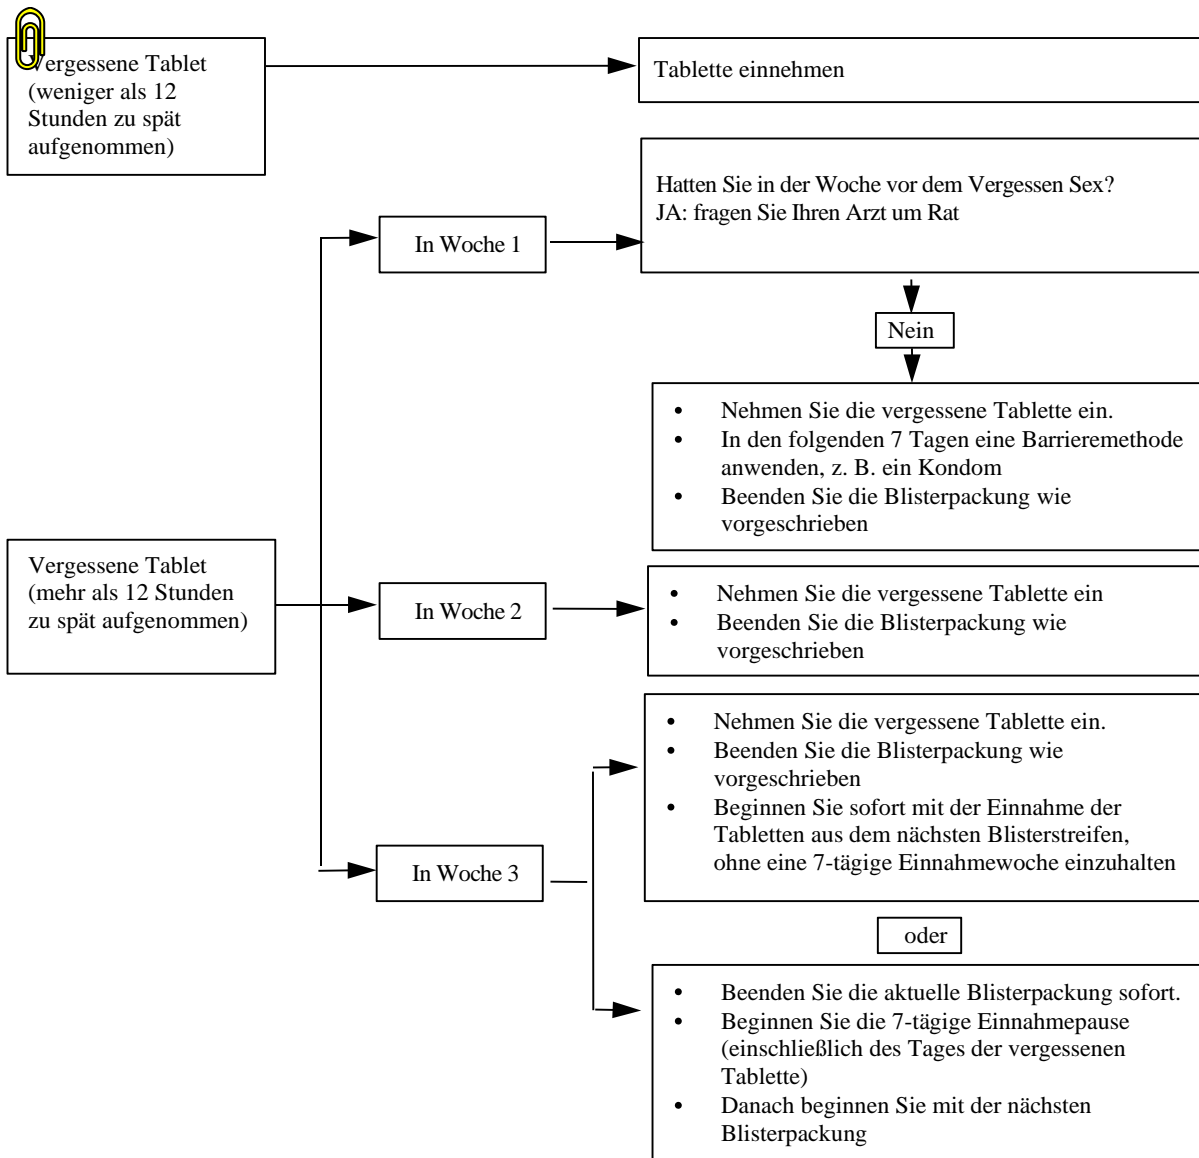 Vergessene Tablet
(weniger als 12
Stunden zu spät
aufgenommen)
Tablette einnehmen
Hatten Sie in der Woche vor dem Vergessen Sex?
JA: fragen Sie Ihren Arzt um Rat
In Woche 1
Nein
• Nehmen Sie die vergessene Tablette ein.
• In den folgenden 7 Tagen eine Barrieremethode
anwenden, z. B. ein Kondom
• Beenden Sie die Blisterpackung wie
vorgeschrieben
Vergessene Tablet
(mehr als 12 Stunden
zu spät aufgenommen)
In Woche 2
• Nehmen Sie die vergessene Tablette ein
• Beenden Sie die Blisterpackung wie
vorgeschrieben
In Woche 3
• Nehmen Sie die vergessene Tablette ein.
• Beenden Sie die Blisterpackung wie
vorgeschrieben
• Beginnen Sie sofort mit der Einnahme der
Tabletten aus dem nächsten Blisterstreifen,
ohne eine 7-tägige Einnahmewoche einzuhalten
oder
• Beenden Sie die aktuelle Blisterpackung sofort.
• Beginnen Sie die 7-tägige Einnahmepause
(einschließlich des Tages der vergessenen
Tablette)
• Danach beginnen Sie mit der nächsten
Blisterpackung